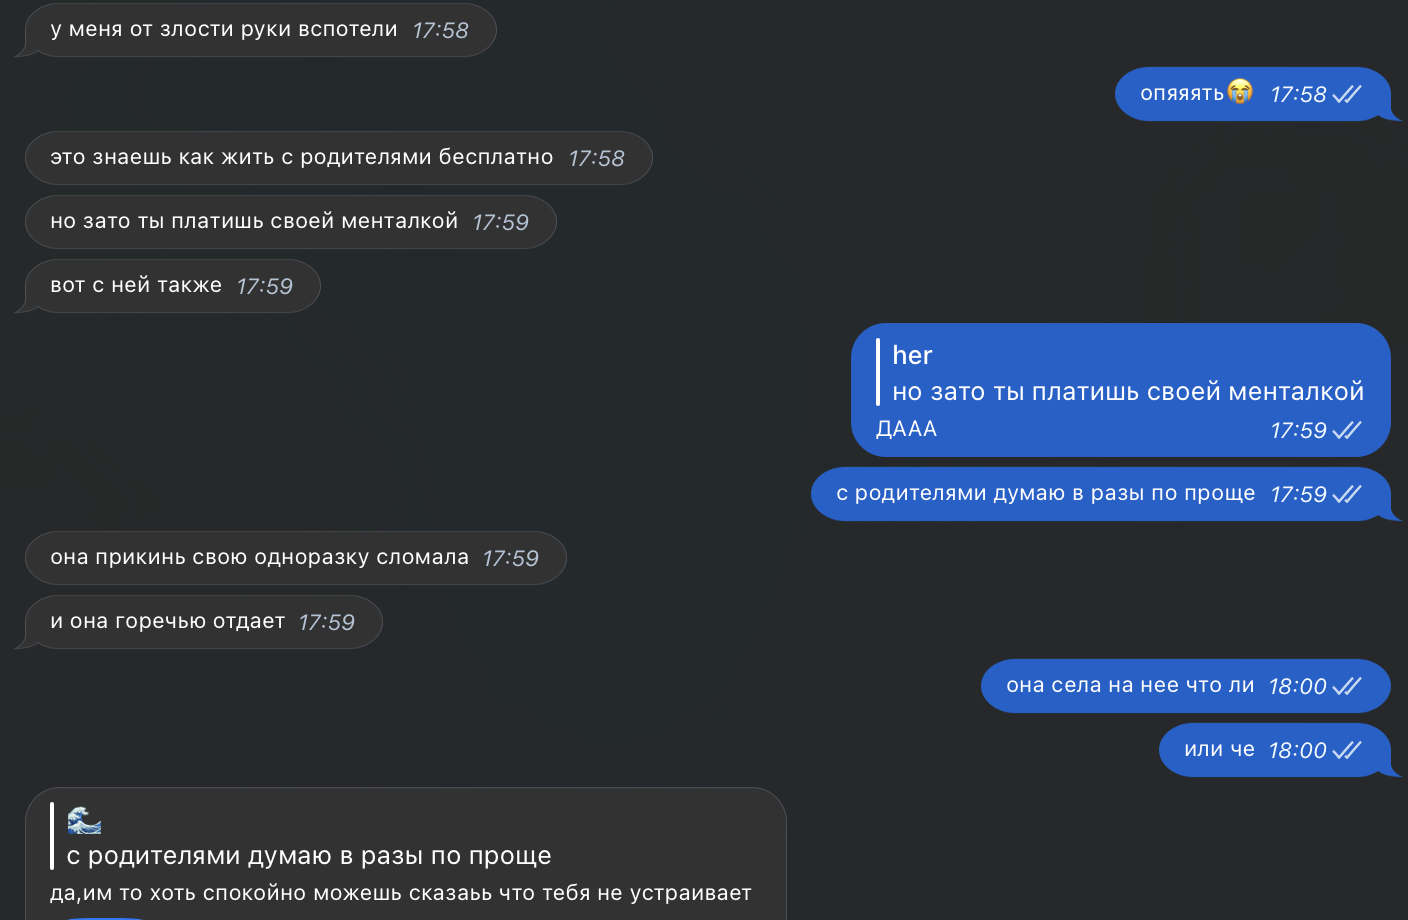 у меня от злости руки вспотели 17:58
опяяять😭 17:58
это знаешь как жить с родителями бесплатно 17:58
но зато ты платишь своей менталкой 17:59
вот с ней также 17:59
her
но зато ты платишь своей менталкой
ДААА 17:59
с родителями думаю в разы по проще 17:59
она прикинь свою одноразку сломала 17:59
и она горечью отдает 17:59
она села на нее что ли 18:00
или че 18:00
🌊
с родителями думаю в разы по проще
да,им то хоть спокойно можешь сказаьь что тебя не устраивает